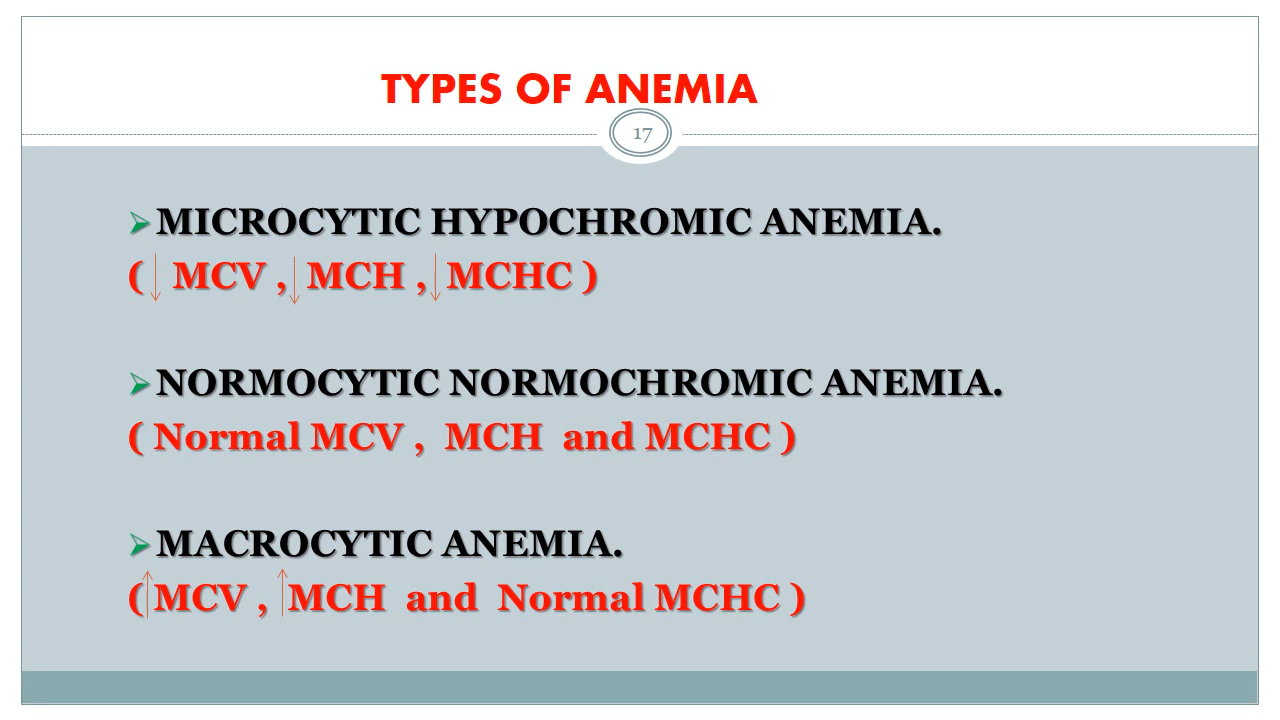 TYPES OF ANEMIA
17
➢MICROCYTIC HYPOCHROMIC ANEMIA.
( ↓ MCV , ↓ MCH , ↓ MCHC )
➢NORMOCYTIC NORMOCHROMIC ANEMIA.
( Normal MCV , MCH and MCHC )
➢MACROCYTIC ANEMIA.
( ↑ MCV , ↑ MCH and Normal MCHC )